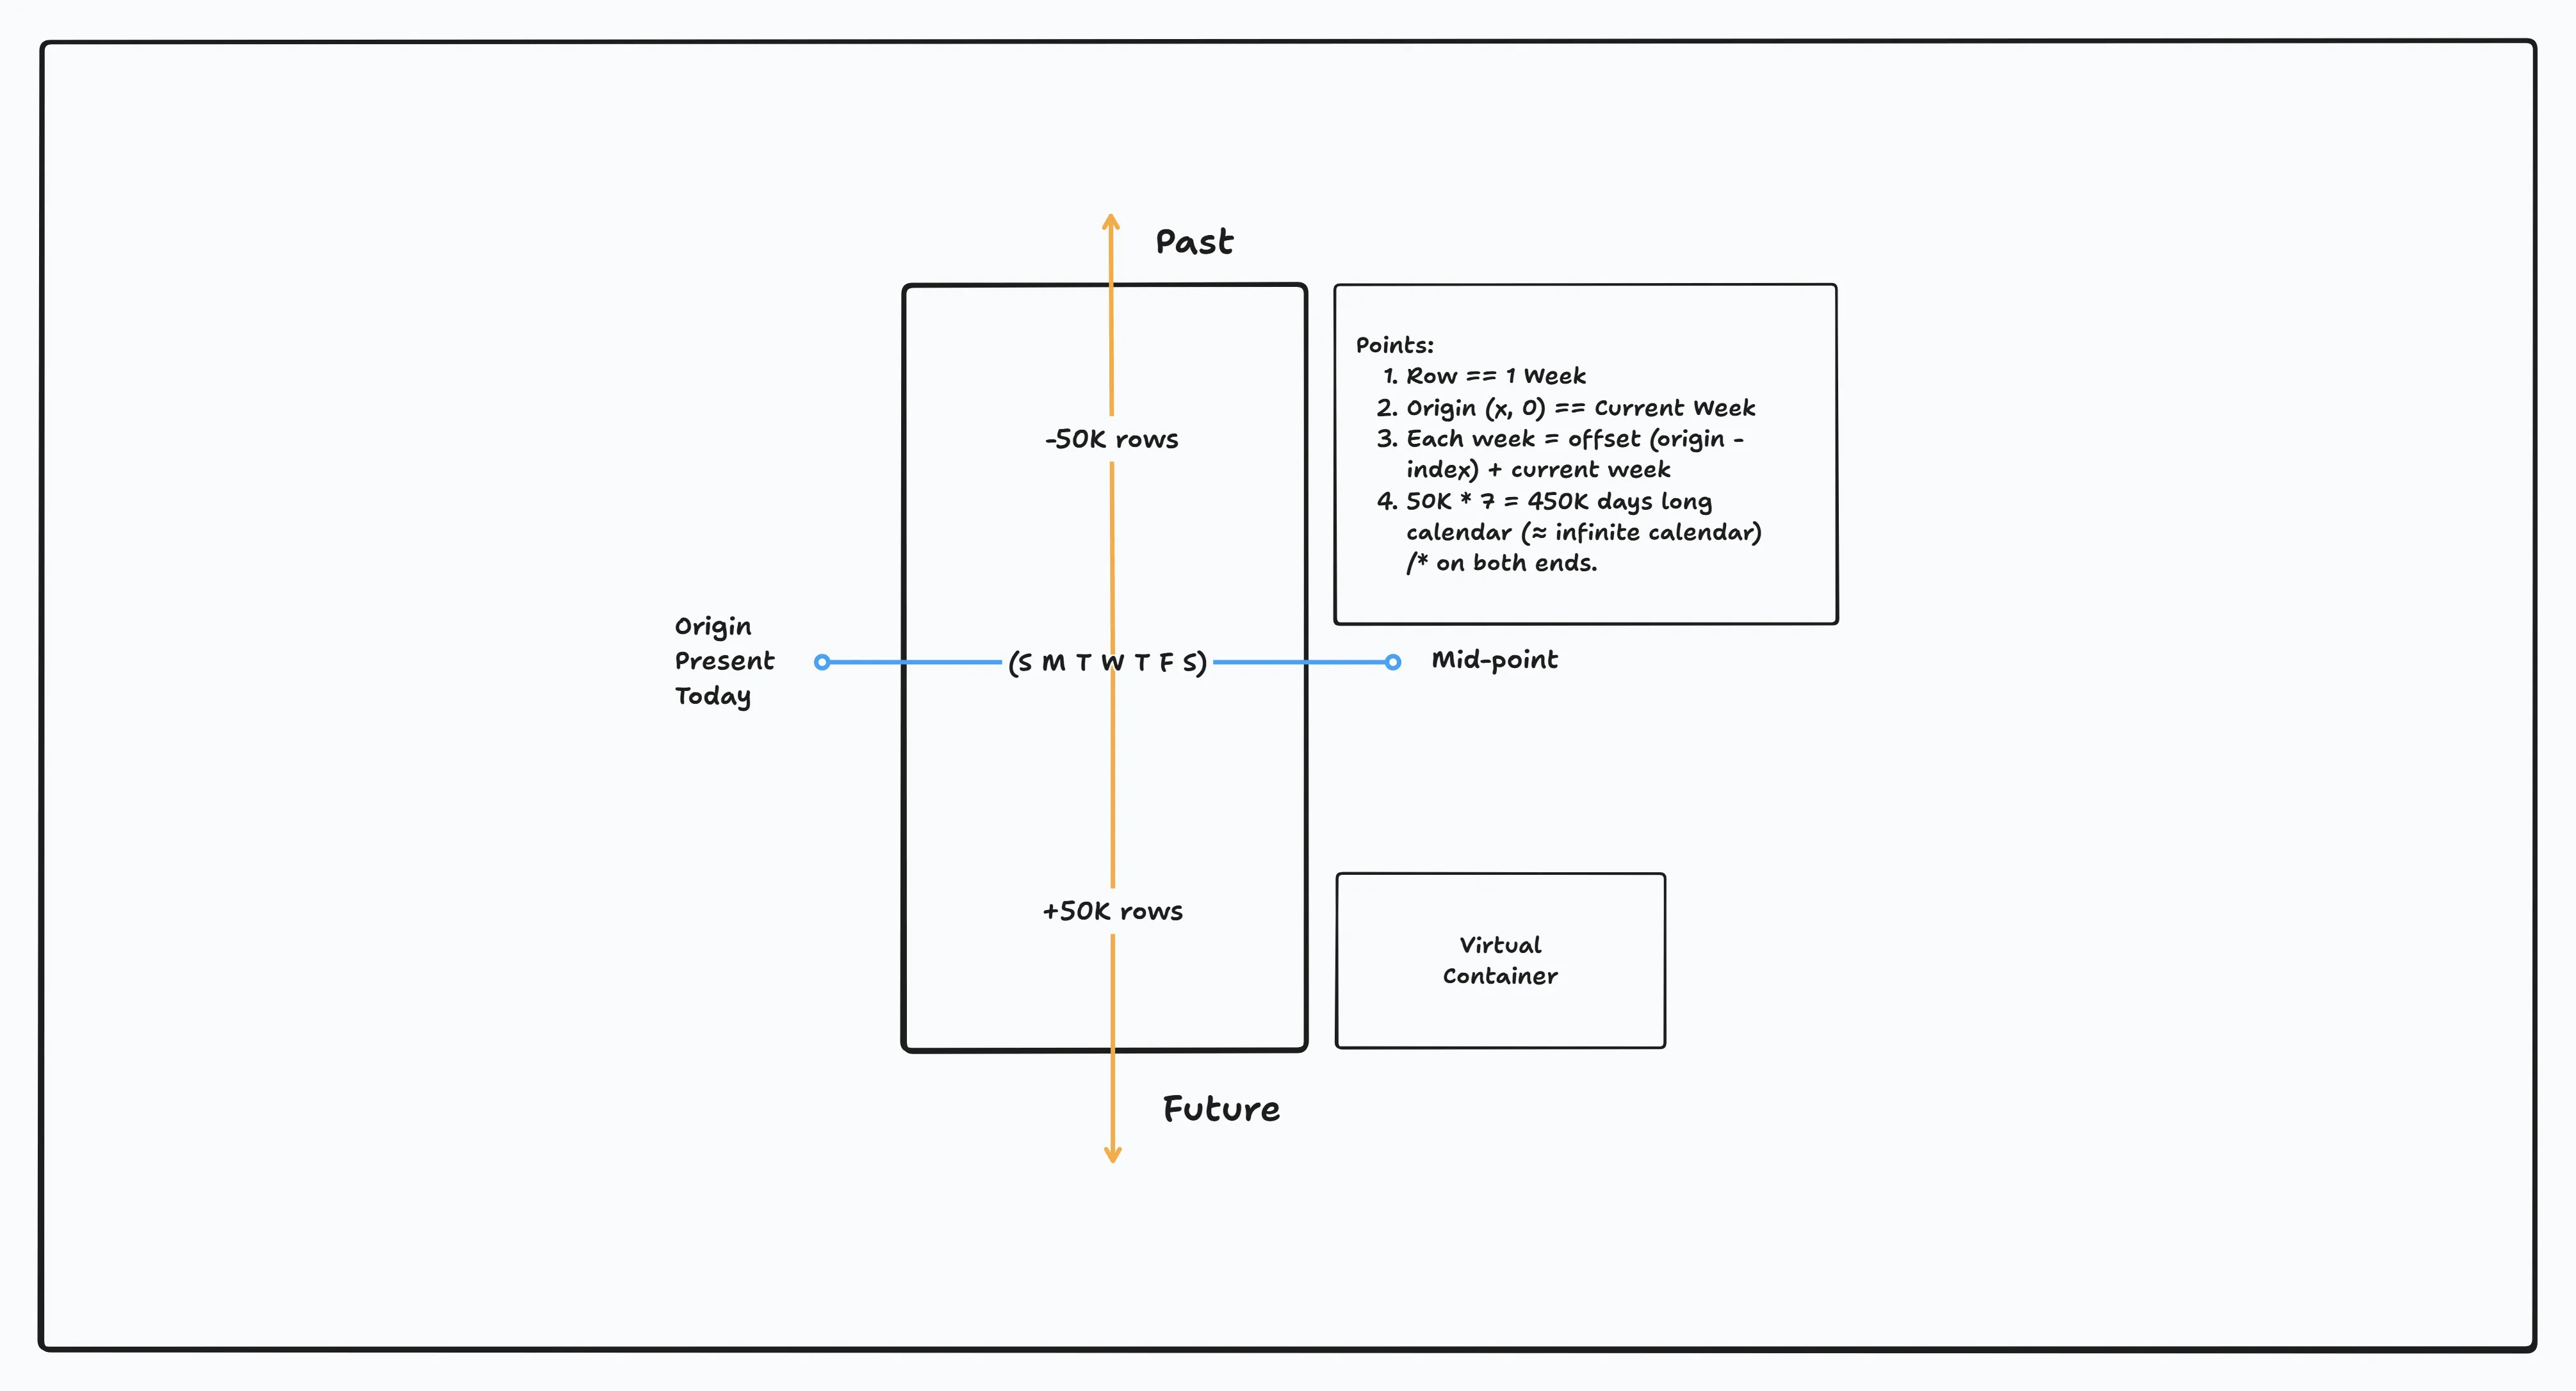 Past
Points:
1. Row == 1 Week
2. Origin (x, 0) == Current Week
3. Each week = offset (origin -
index) + current week
4. 50K * 7 = 450K days long
calendar (≈ infinite calendar)
/* on both ends.
-50K rows
Origin
Present
Today
(S M T W T F S)
Mid-point
+50K rows
Virtual
Container
Future